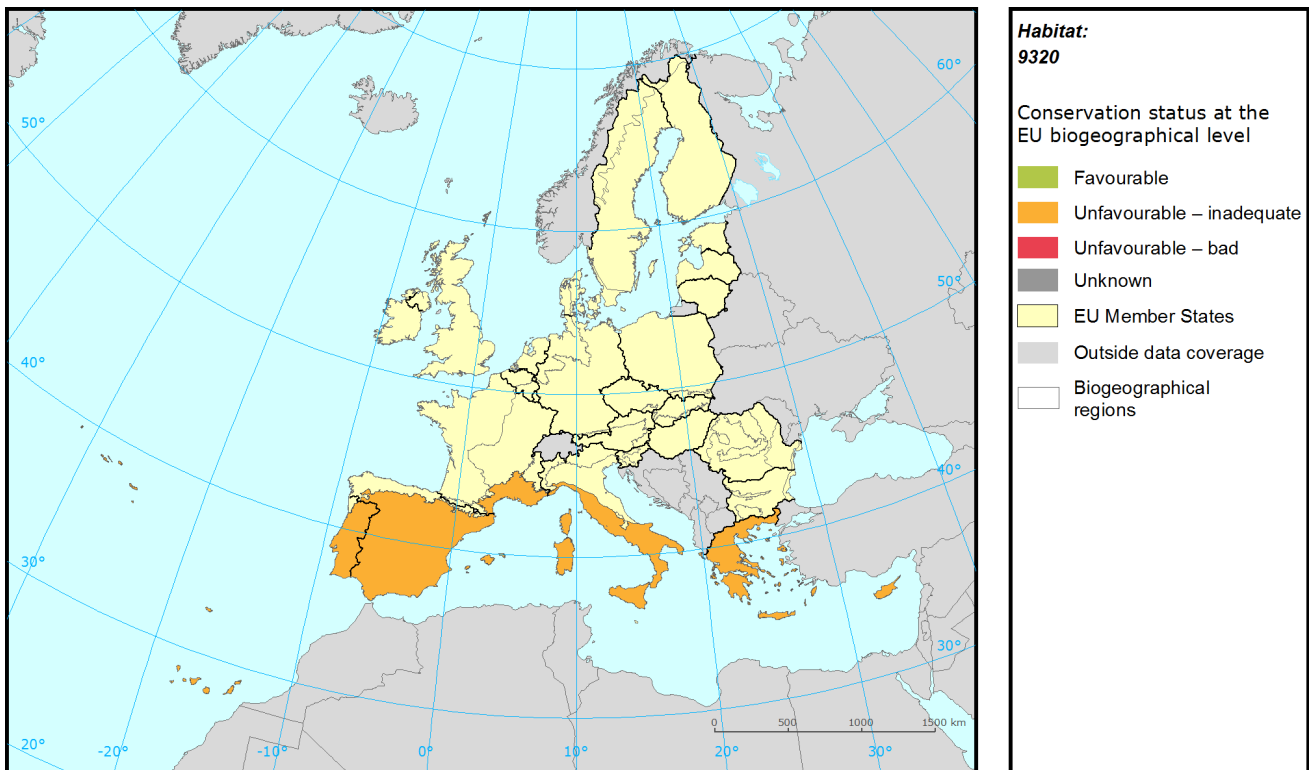 Habitat:
9320
Conservation status at the
EU biogeographical level
Favourable
Unfavourable – inadequate
Unfavourable – bad
Unknown
EU Member States
Outside data coverage
Biogeographical
regions
60°
50°
50°
40°
40°
30°
30°
20°
-20°
-10°
0°
10°
20°
30°
0
500
1000
1500 km